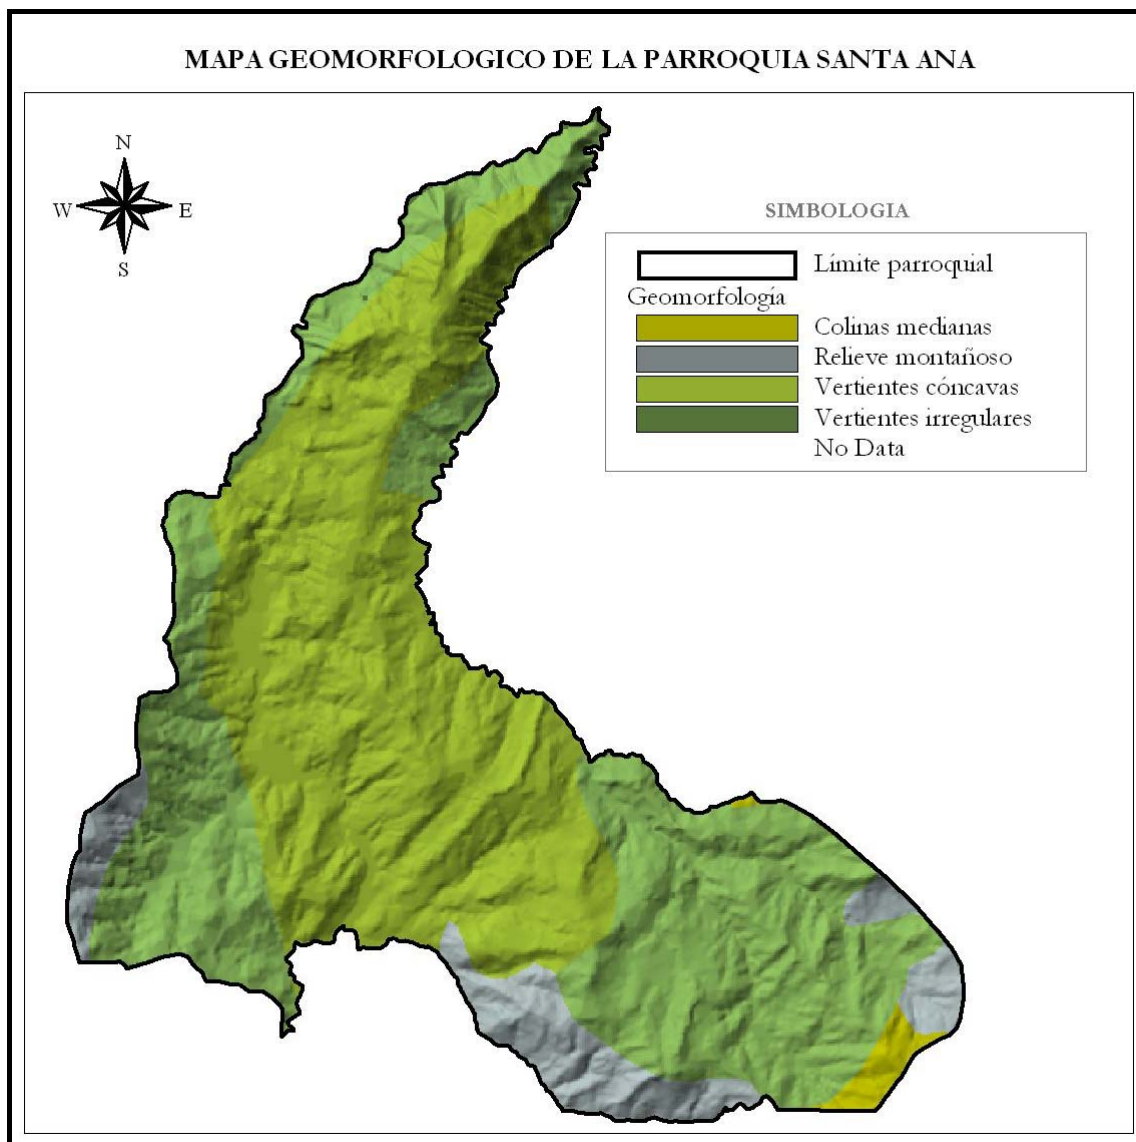 MAPA GEOMORFOLOGICO DE LA PARROQUIA SANTA ANA
N
W
E
S
SIMBOLOGIA
Límite parroquial
Geomorfología
Colinas medianas
Relieve montañoso
Vertientes cóncavas
Vertientes irregulares
No Data